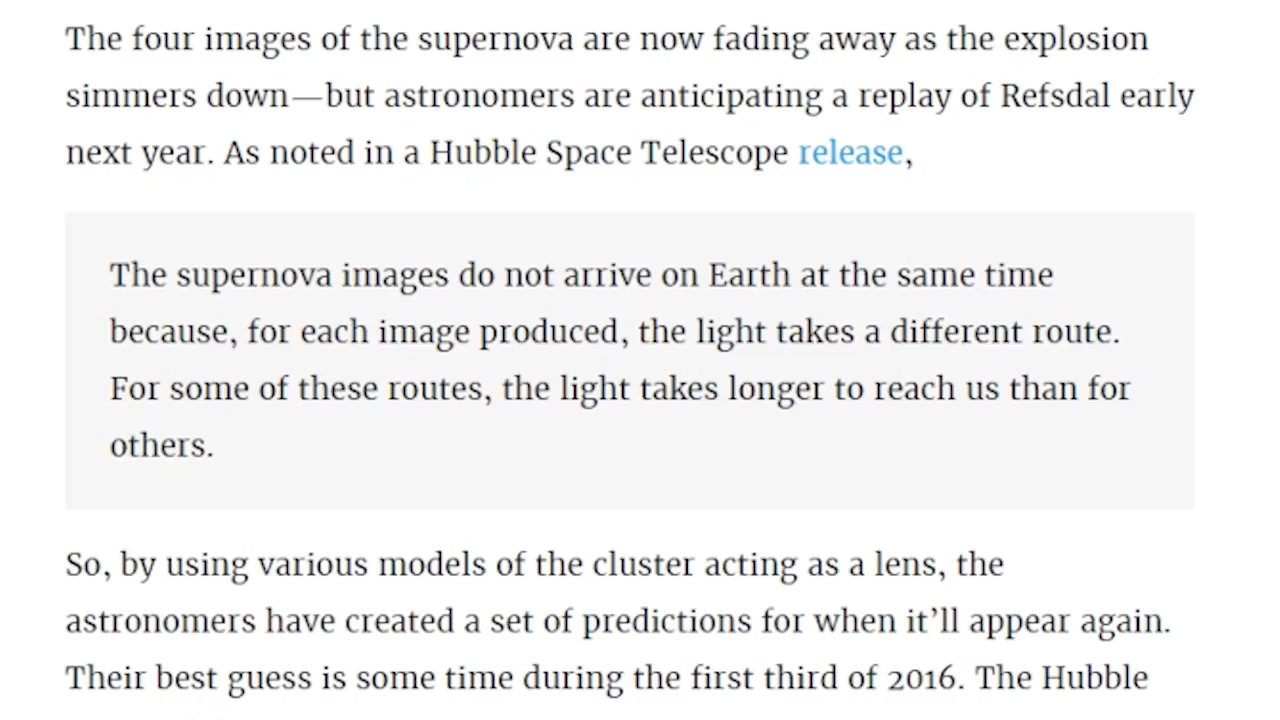 The four images of the supernova are now fading away as the explosion
simmers down—but astronomers are anticipating a replay of Refsdal early
next year. As noted in a Hubble Space Telescope release,
The supernova images do not arrive on Earth at the same time
because, for each image produced, the light takes a different route.
For some of these routes, the light takes longer to reach us than for
others.
So, by using various models of the cluster acting as a lens, the
astronomers have created a set of predictions for when it’ll appear again.
Their best guess is some time during the first third of 2016. The Hubble